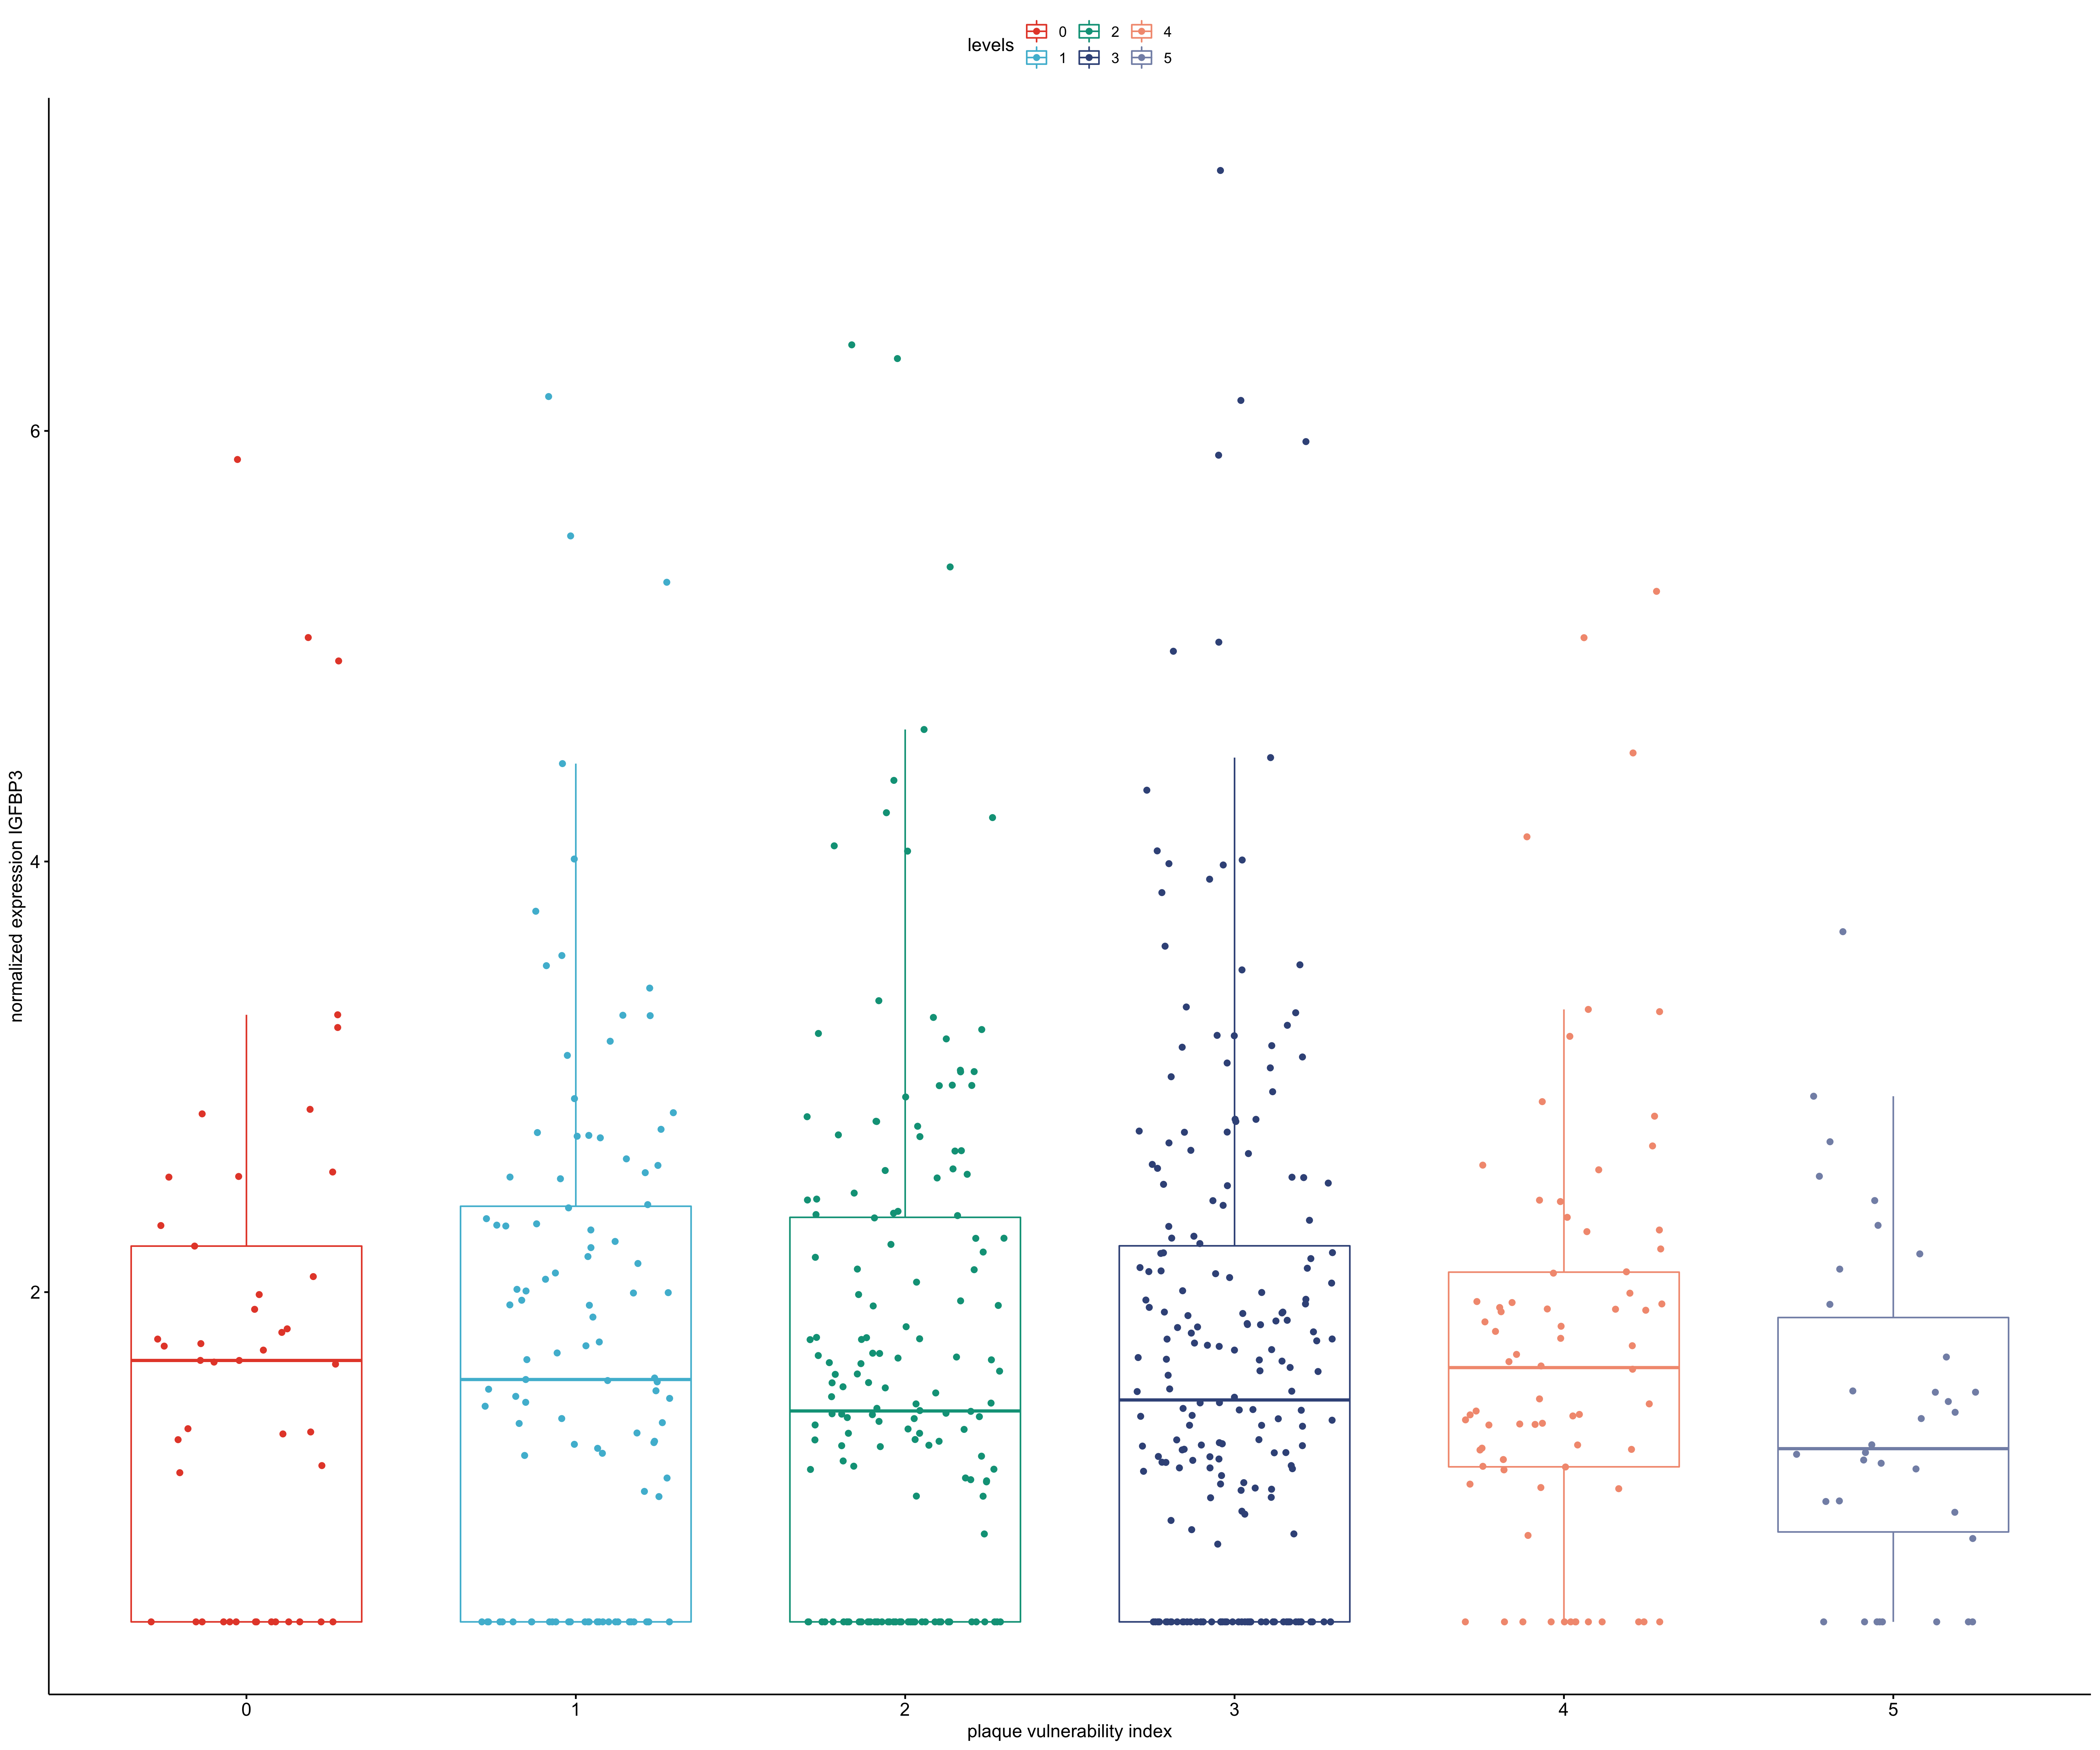 levels
0 2 4
1 3 5
normalized expression IGFBP3
6
4
2
0 1 2 3 4 5
plaque vulnerability index